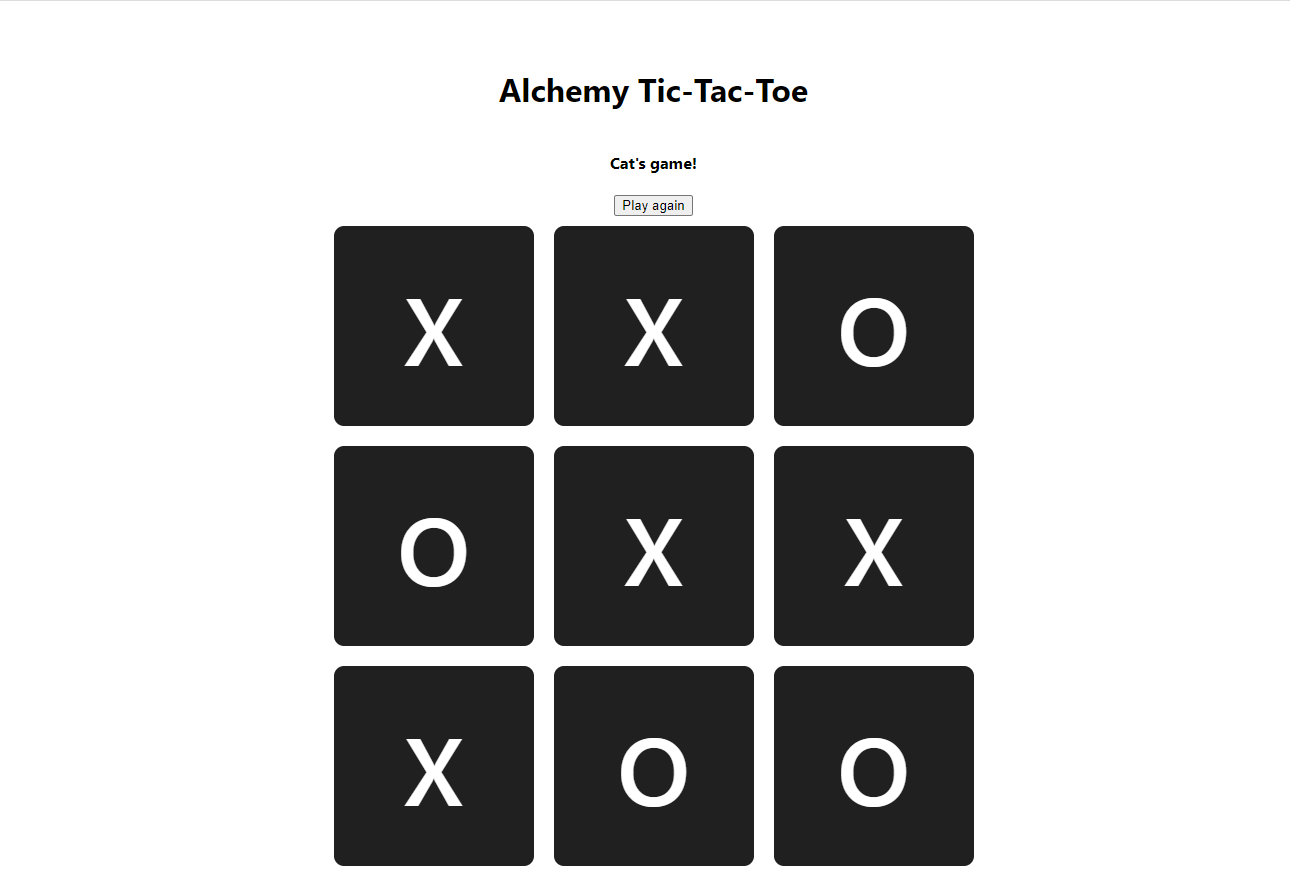 Alchemy Tic-Tac-Toe
Cat's game!
Play again
X X O
O X X
X O O